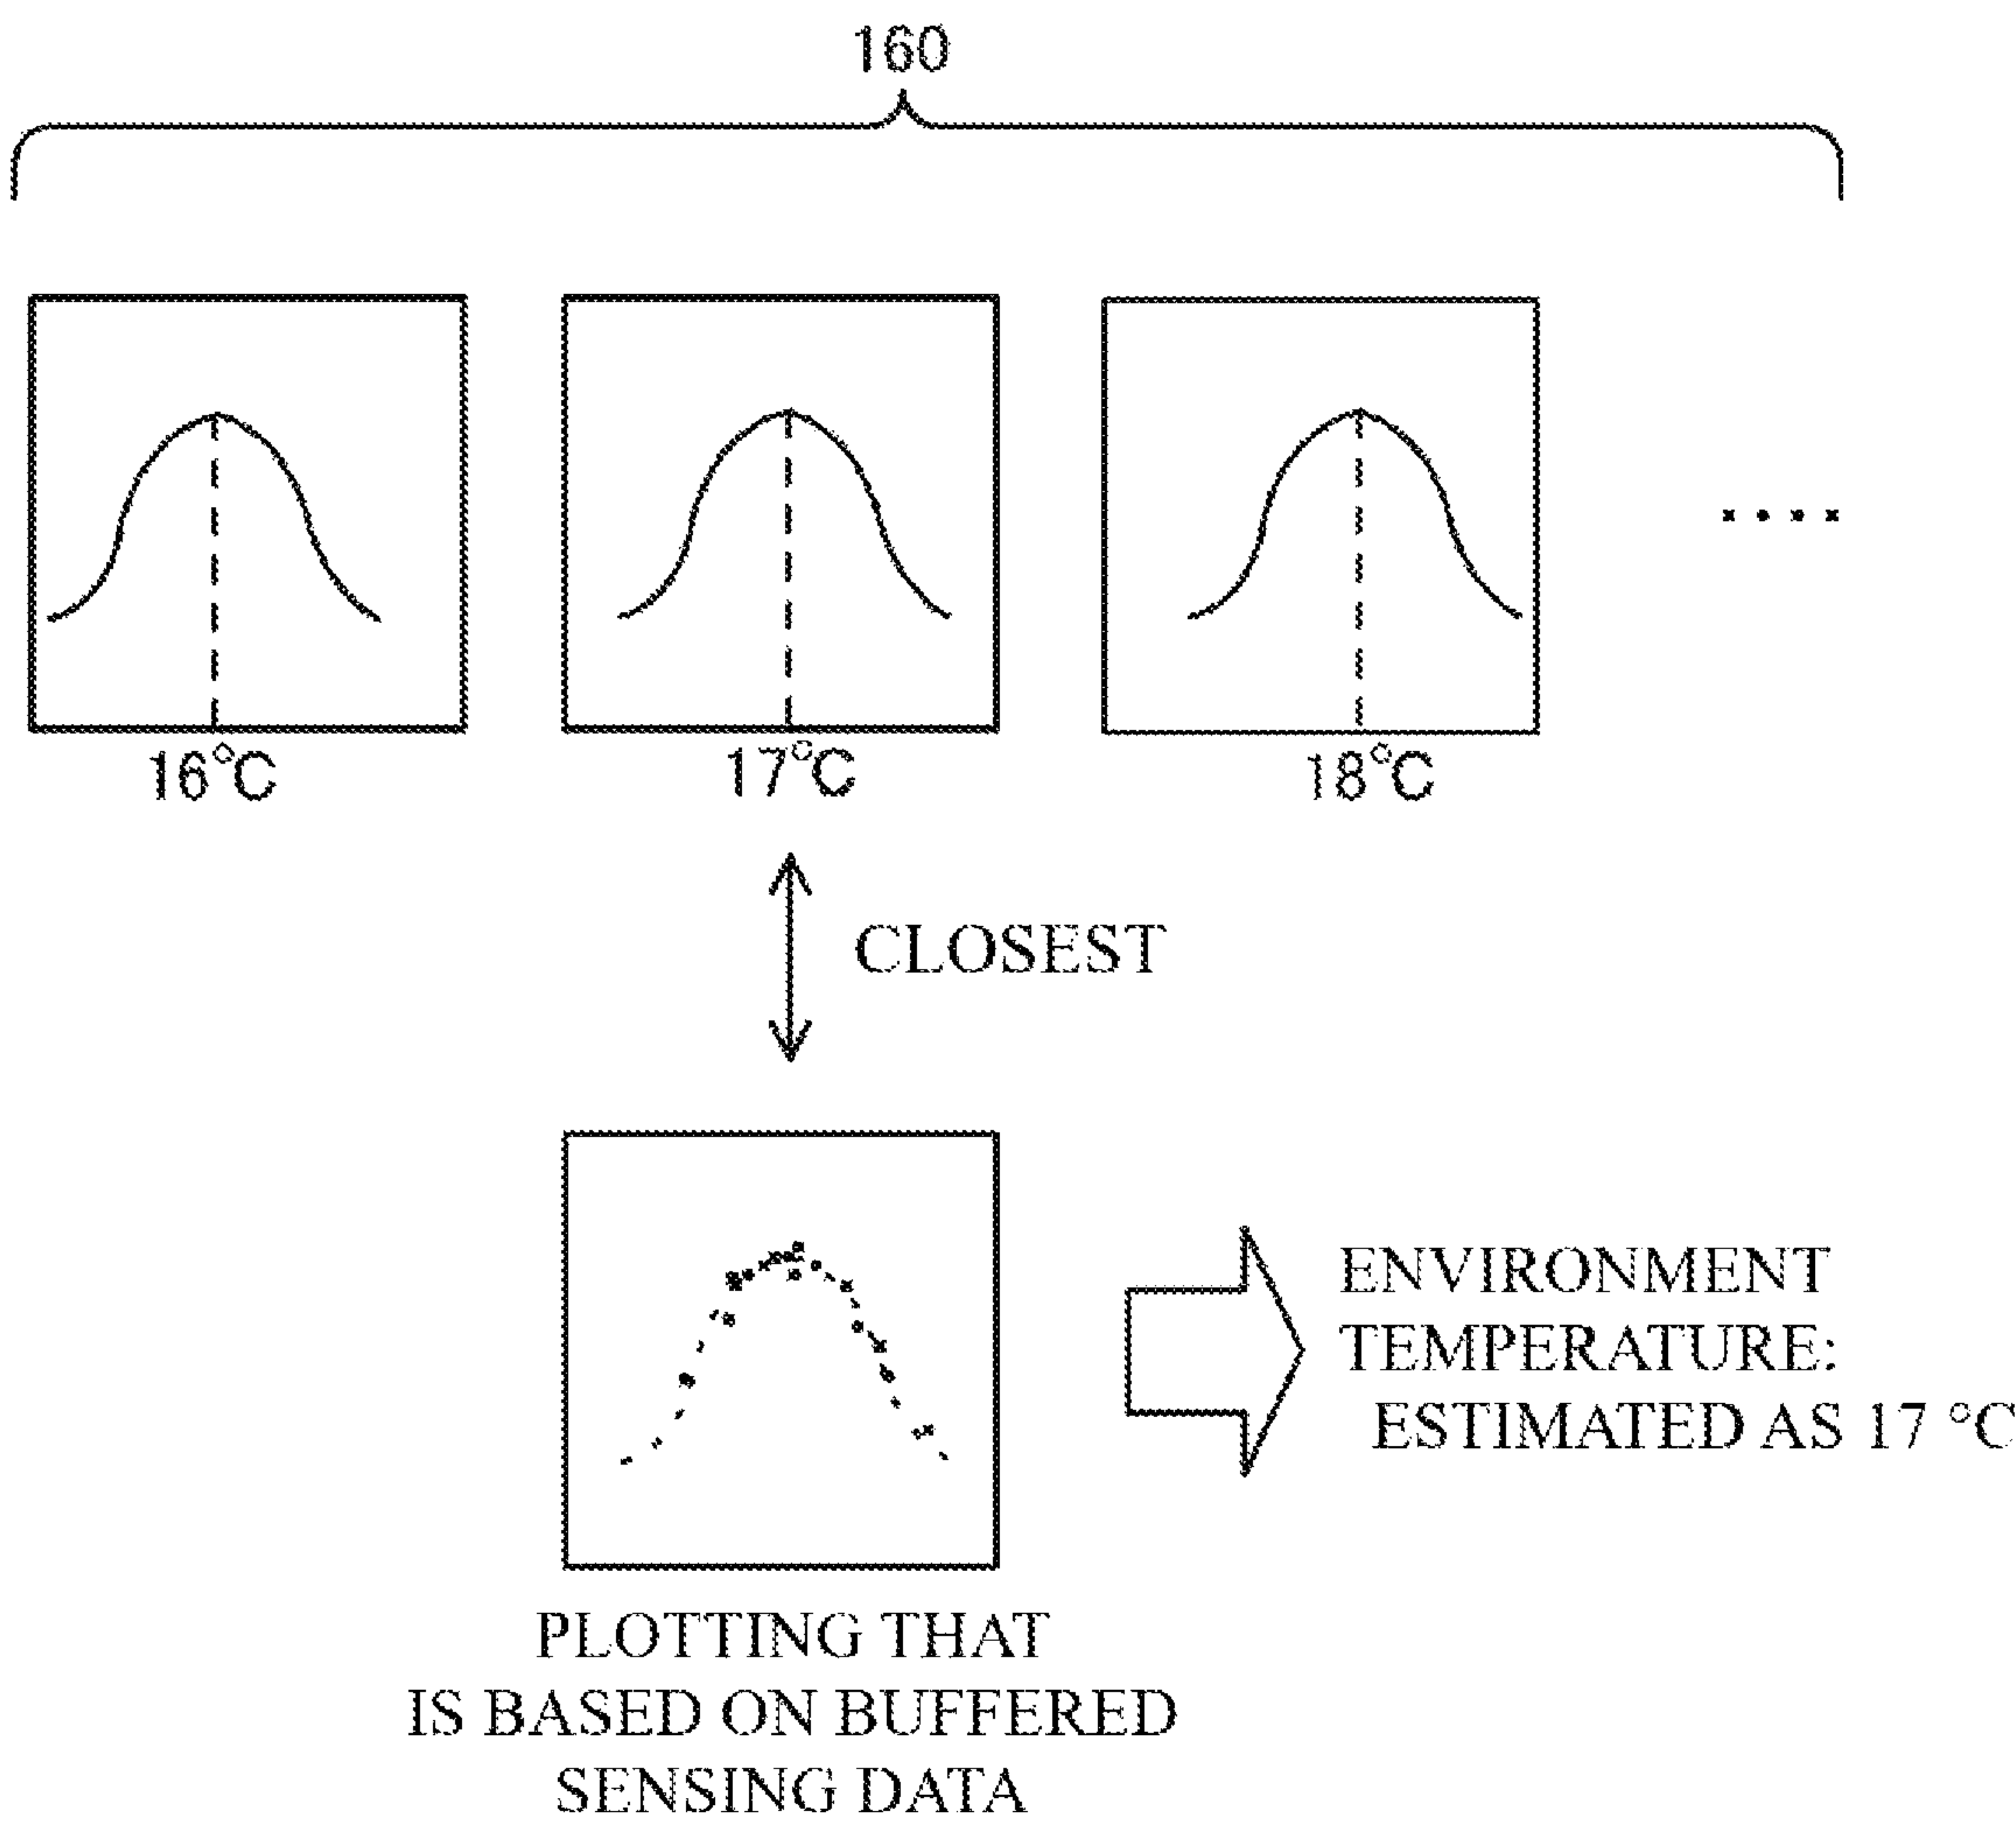 160
16°C
17°C
18°C
CLOSEST
ENVIRONMENT
TEMPERATURE:
ESTIMATED AS 17 °C
PLOTTING THAT
IS BASED ON BUFFERED
SENSING DATA